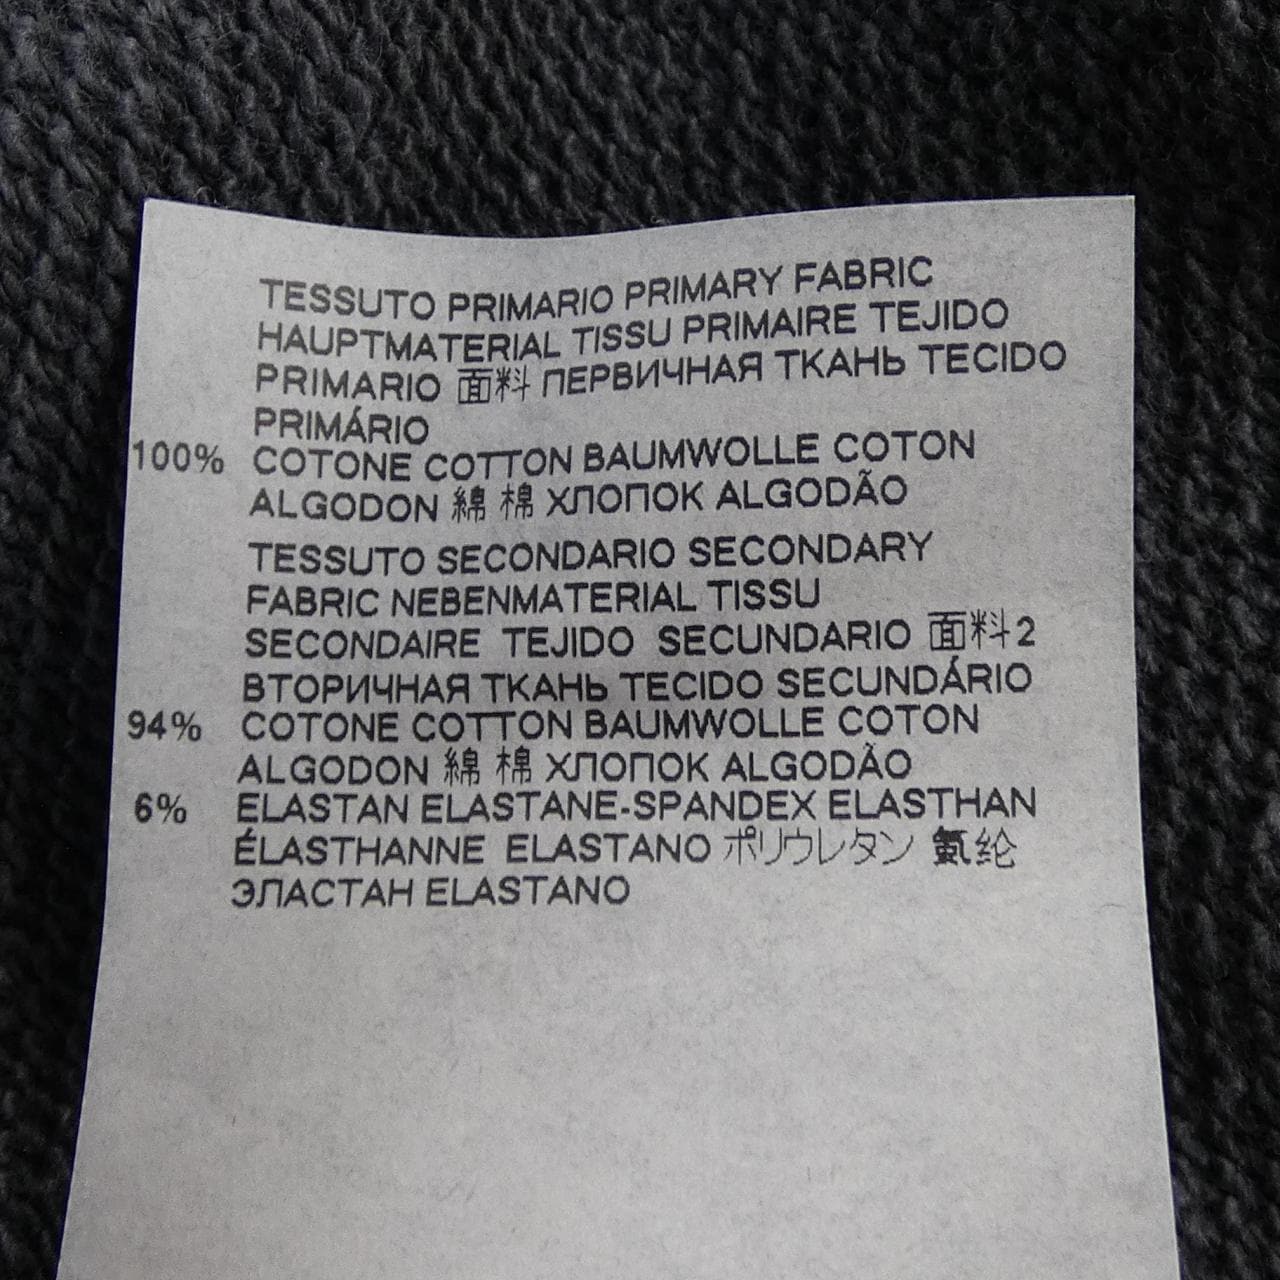 TESSUTO PRIMARIO PRIMARY FABRIC
HAUPTMATERIAL TISSU PRIMAIRE TEJIDO
PRIMARIO 面料 ПЕРВИЧНАЯ ТКАНЬ TECIDO
PRIMÁRIO
100% COTONE COTTON BAUMWOLLE COTON
ALGODON 綿 棉 ХЛОПОК ALGODÃO
TESSUTO SECONDARIO SECONDARY
FABRIC NEBENMATERIAL TISSU
SECONDAIRE TEJIDO SECUNDARIO 面料2
ВТОРИЧНАЯ ТКАНЬ TECIDO SECUNDÁRIO
94% COTONE COTTON BAUMWOLLE COTON
ALGODON 綿 棉 ХЛОПОК ALGODÃO
6% ELASTAN ELASTANE-SPANDEX ELASTHAN
ÉLASTHANNE ELASTANO ポリウレタン 氨纶
ЭЛАСТАН ELASTANO